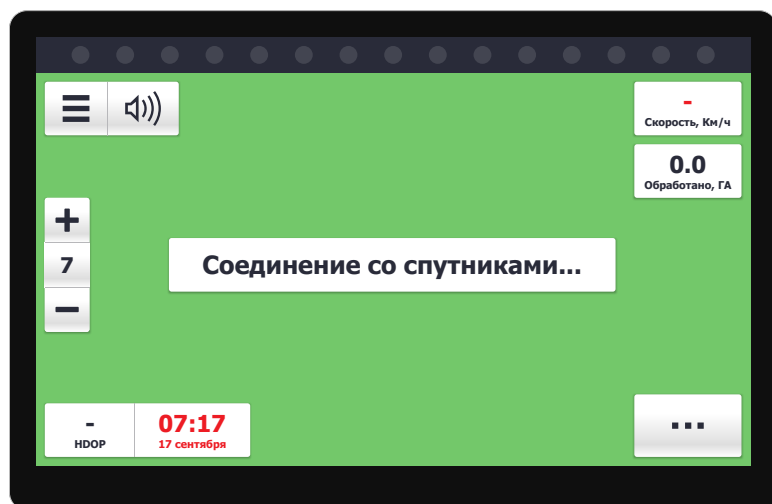 -
Скорость, Км/ч
0.0
Обработано, ГА
+
7
−
Соединение со спутниками...
-
HDOP
07:17
17 сентября
...